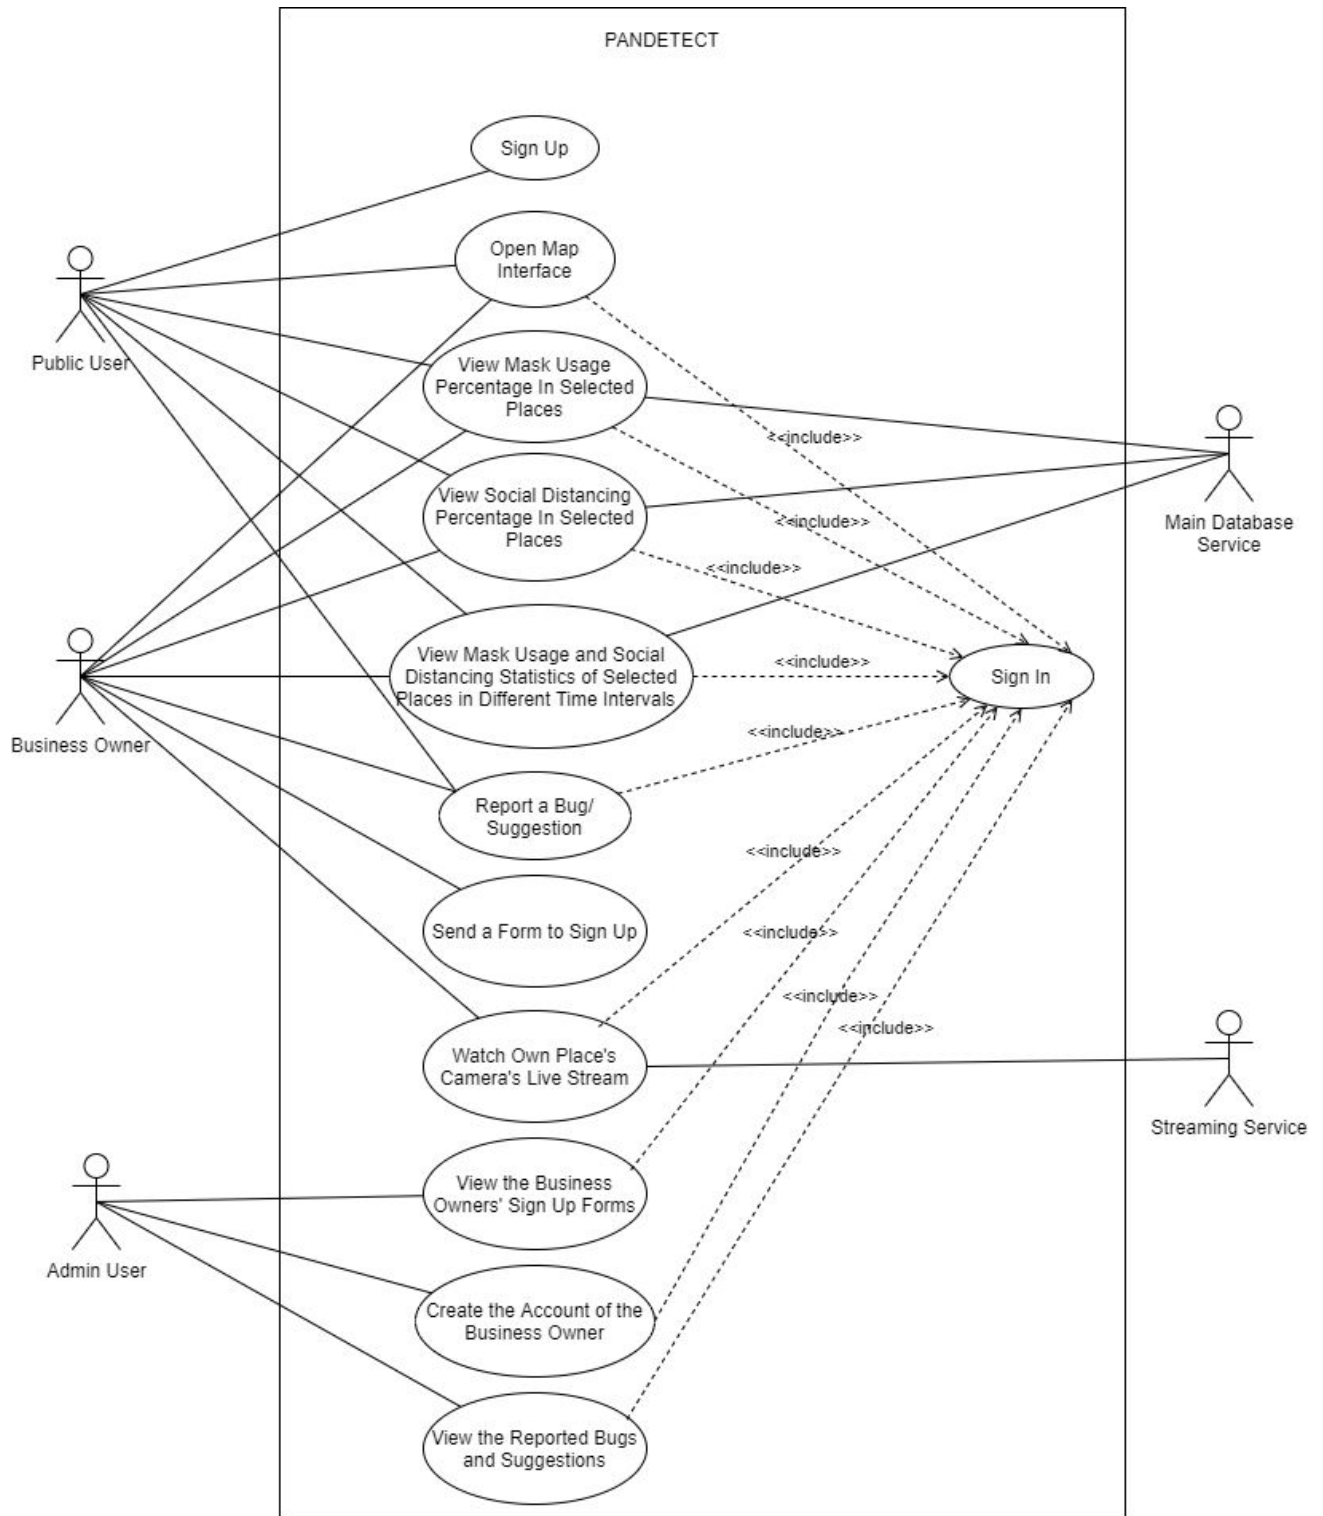 PANDETECT
Sign Up
Open Map
Interface
Public User
View Mask Usage
Percentage In Selected
Places
<<include>>
View Social Distancing
Percentage In Selected
Places
<<include>>
Main Database
Service
<<include>>
View Mask Usage and Social
Distancing Statistics of Selected
Places in Different Time Intervals
<<include>>
Sign In
Business Owner
<<include>>
Report a Bug/
Suggestion
<<include>>
Send a Form to Sign Up
<<include>>
<<include>>
<<include>>
Watch Own Place's
Camera's Live Stream
Streaming Service
View the Business
Owners' Sign Up Forms
Admin User
Create the Account of the
Business Owner
View the Reported Bugs
and Suggestions